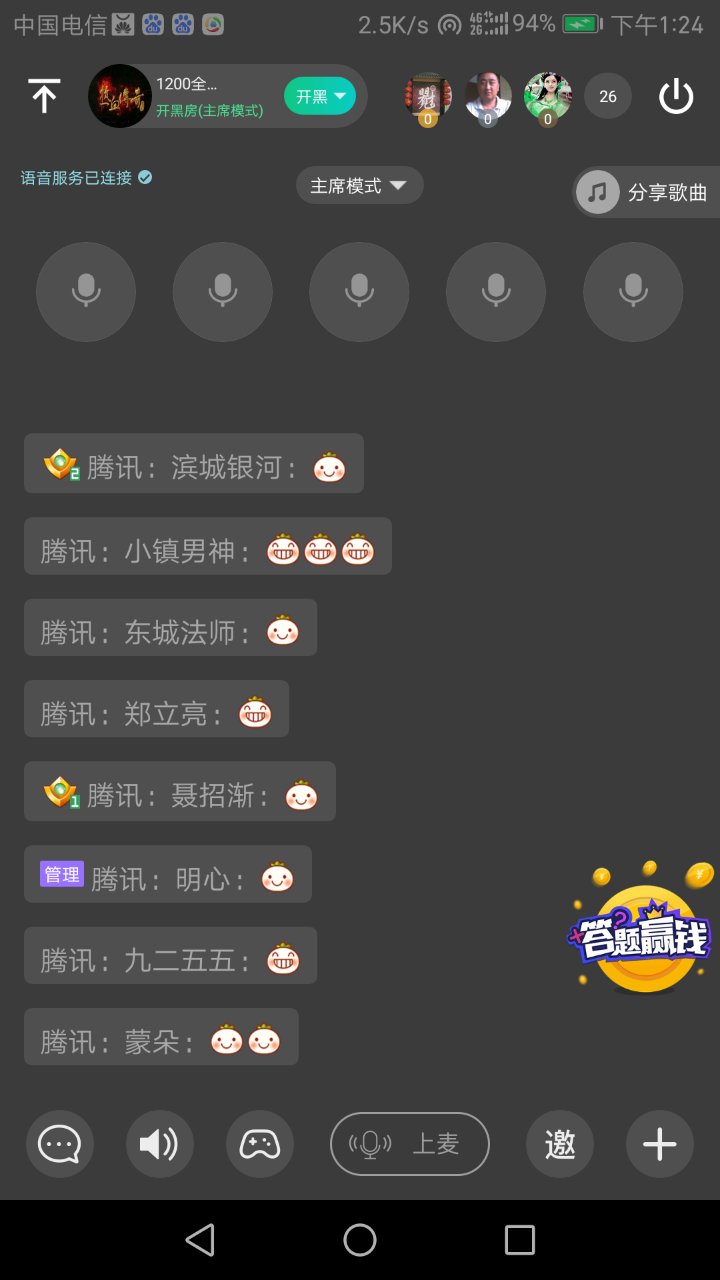 中国电信 2.5K/s 4G 2G 94% 下午1:24
1200全...
开黑房(主席模式)
开黑
0
0
0
26
语音服务已连接
主席模式
分享歌曲
2 腾讯：滨城银河：
腾讯：小镇男神：
腾讯：东城法师：
腾讯：郑立亮：
1 腾讯：聂招渐：
管理 腾讯：明心：
答题赢钱
腾讯：九二五五：
腾讯：蒙朵：
上麦
邀